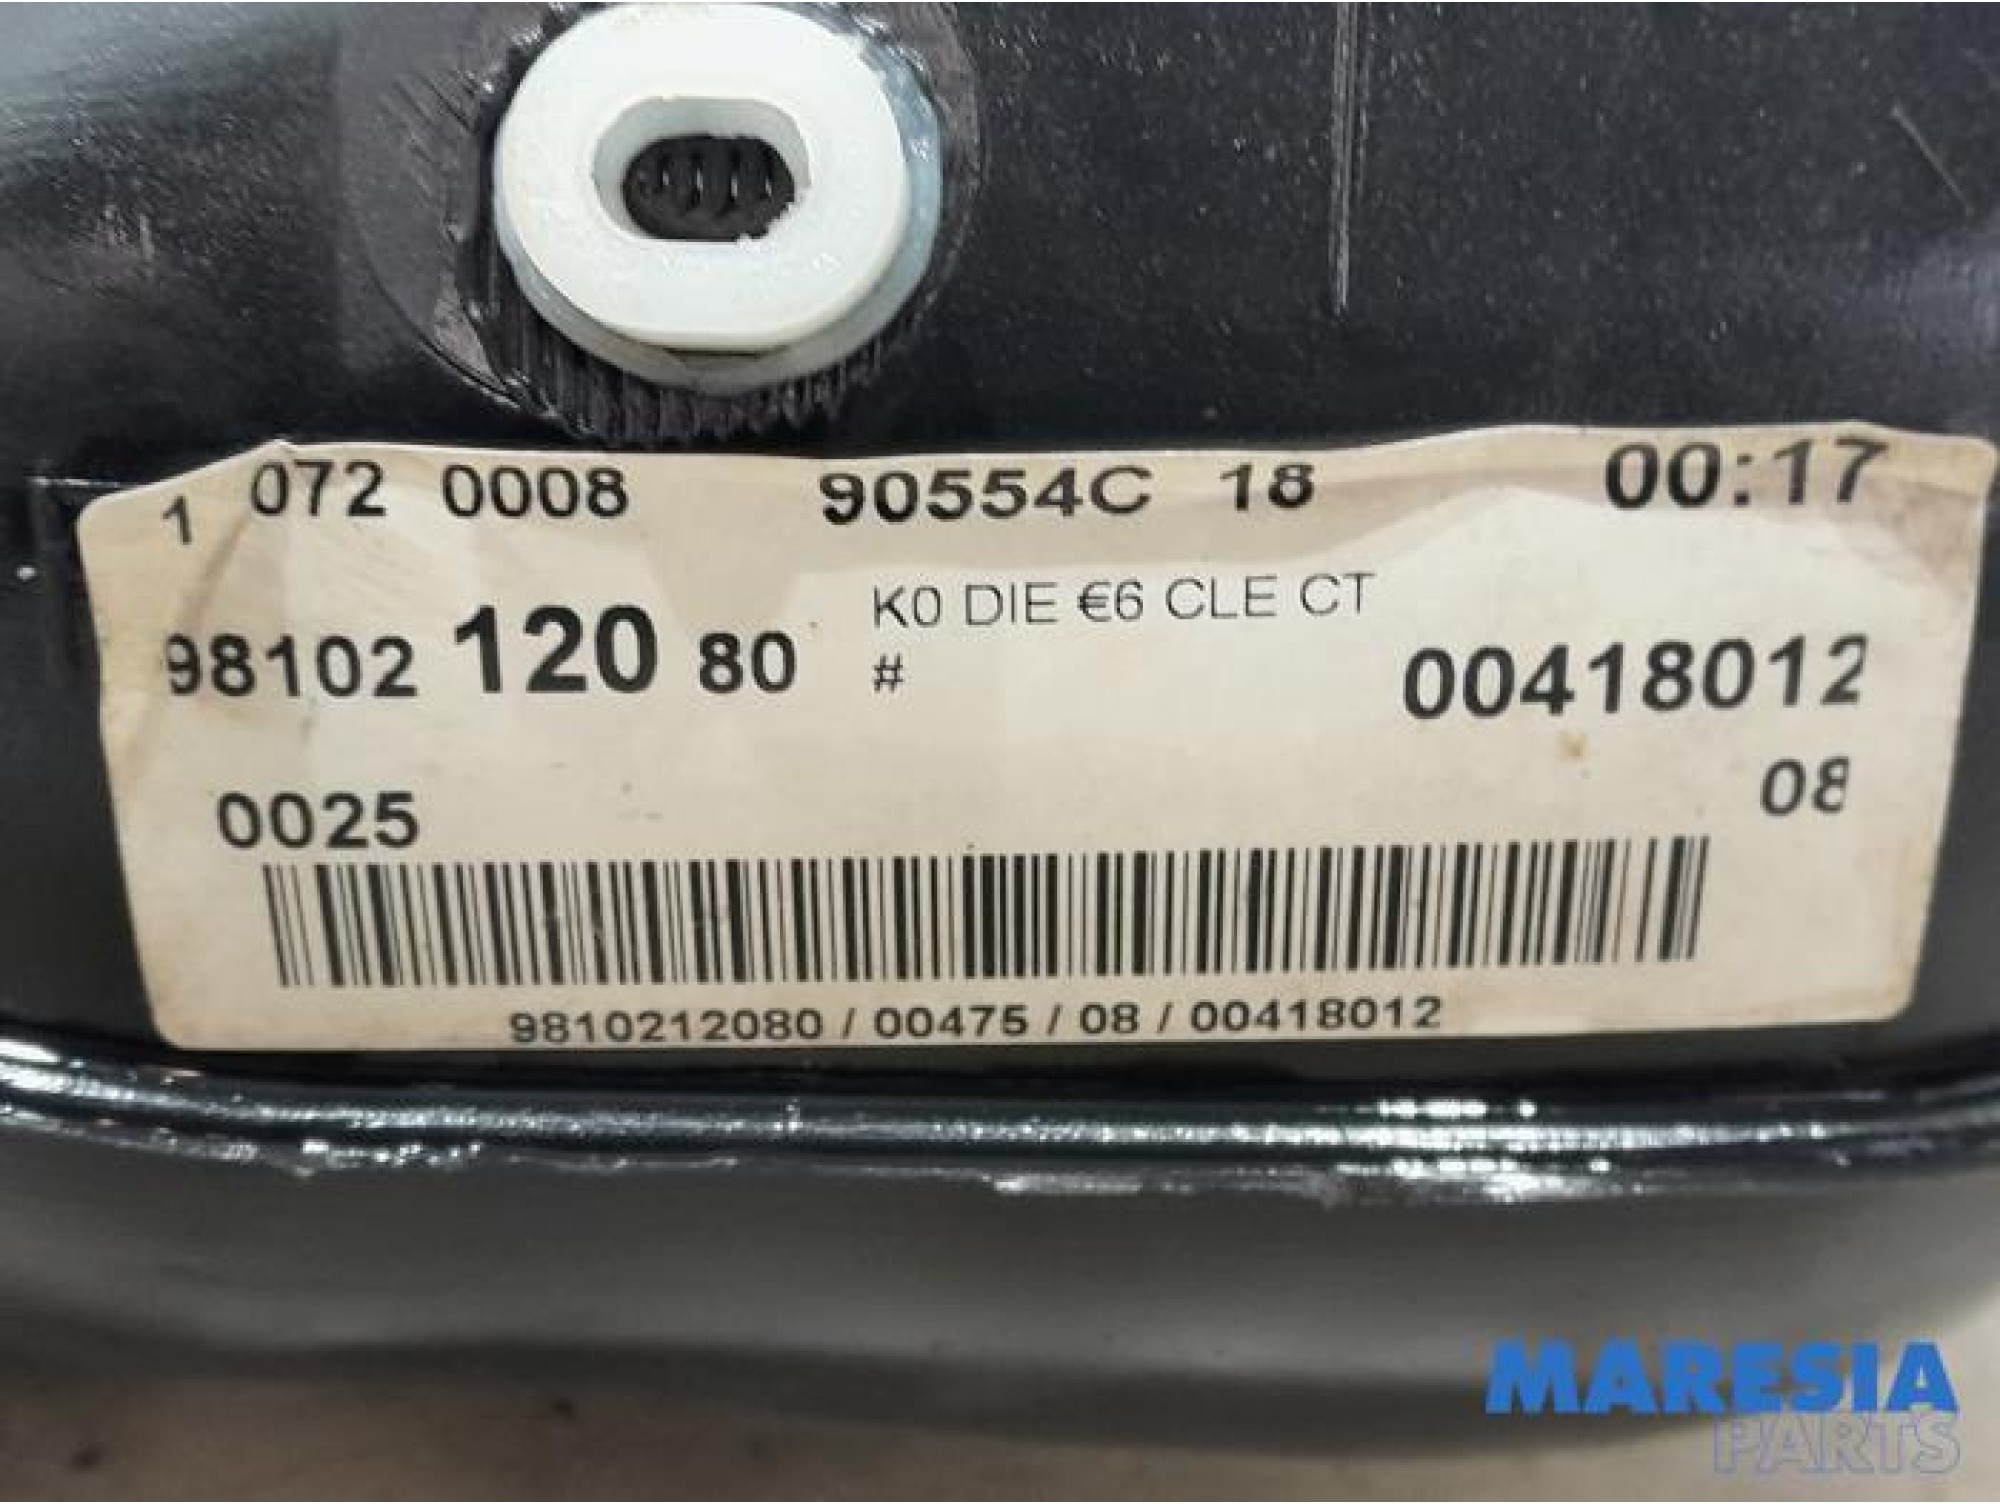 1 072 0008 90554C 18 00:17
K0 DIE €6 CLE CT
98102 120 80 # 00418012
0025 08
9810212080 / 00475 / 08 / 00418012
MARESIA
PARTS